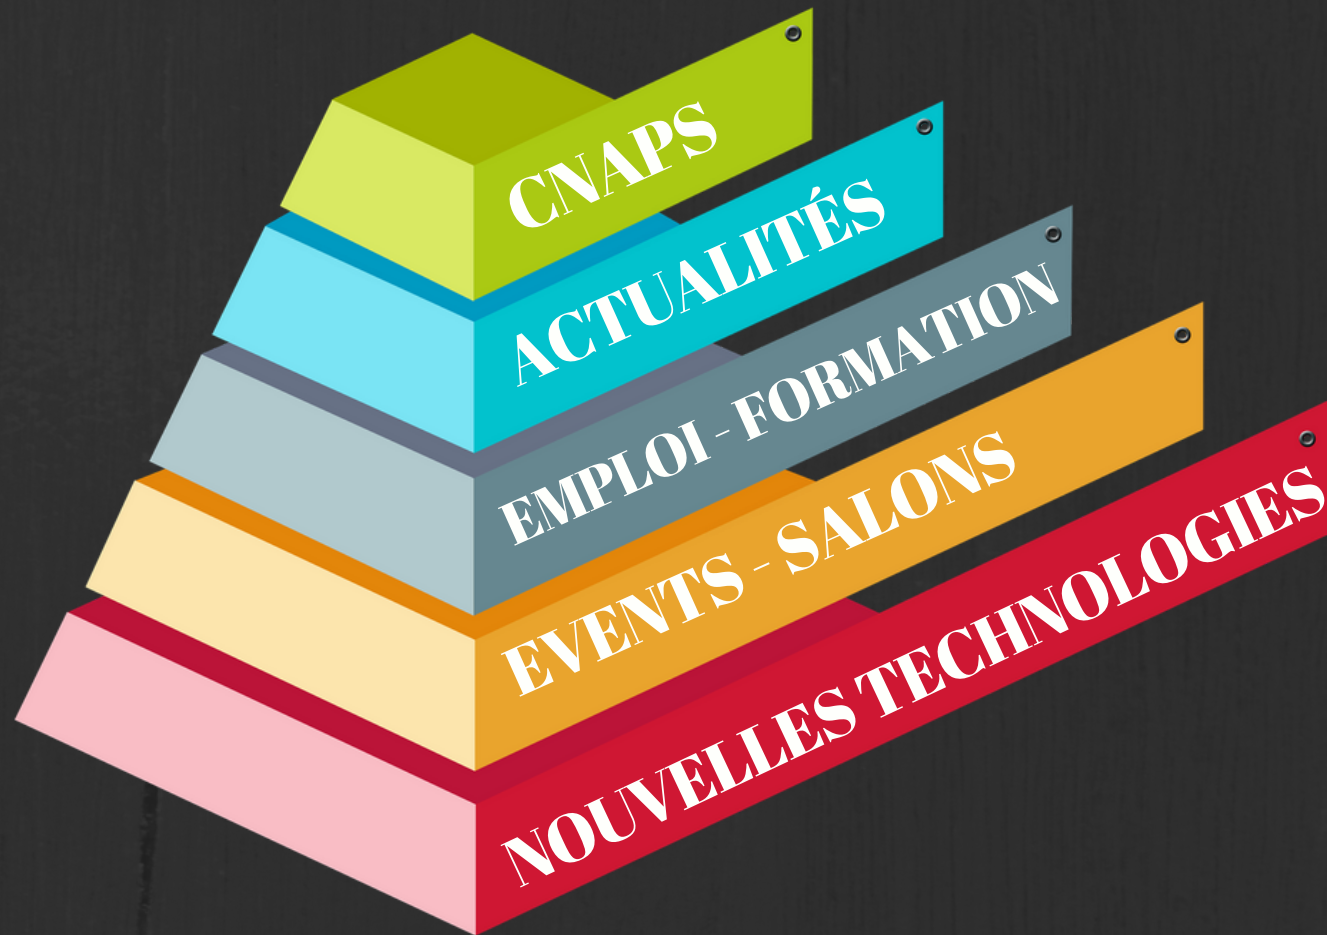 CNAPS
ACTUALITÉS
EMPLOI - FORMATION
EVENTS - SALONS
NOUVELLES TECHNOLOGIES